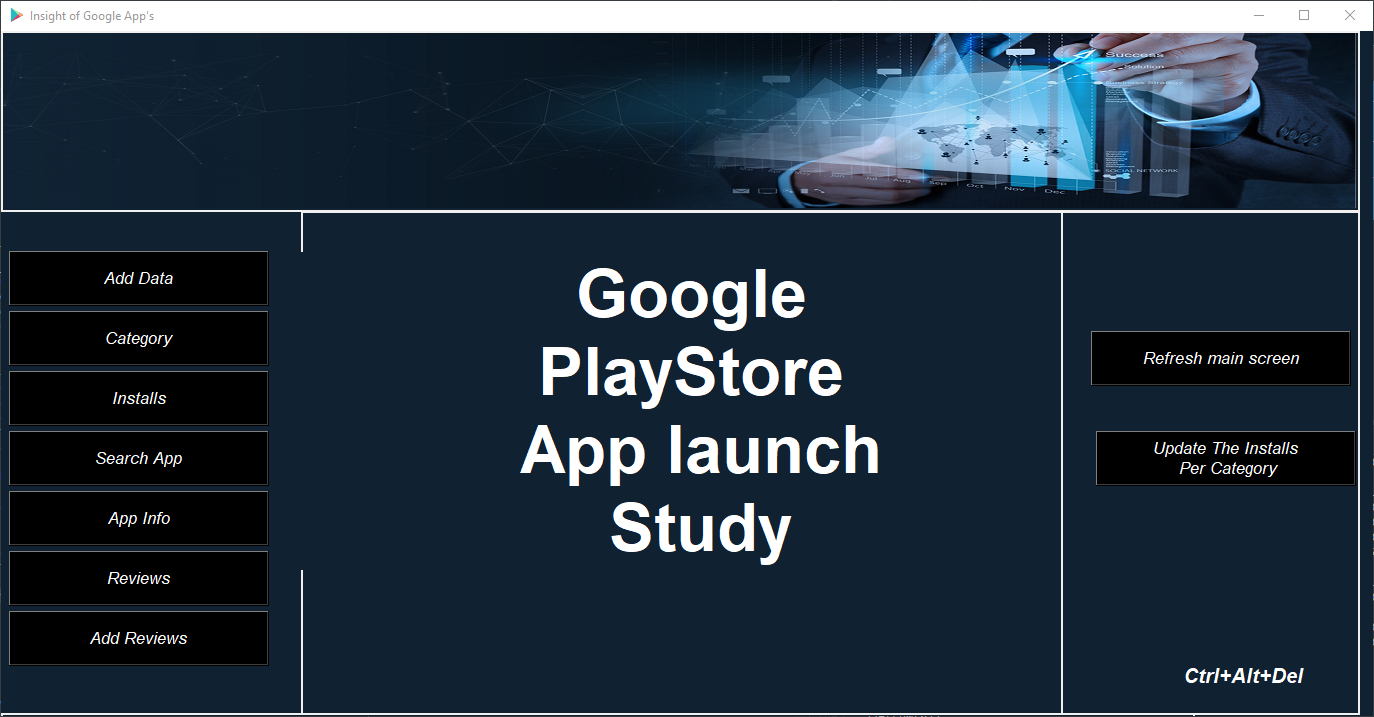 Insight of Google App's
Success
Solution
Business Strategy
Jun Jul Aug Sep Oct Nov Dec
SOCIAL NETWORK
Add Data
Category
Installs
Search App
App Info
Reviews
Add Reviews
Google
PlayStore
App launch
Study
Refresh main screen
Update The Installs
Per Category
Ctrl+Alt+Del